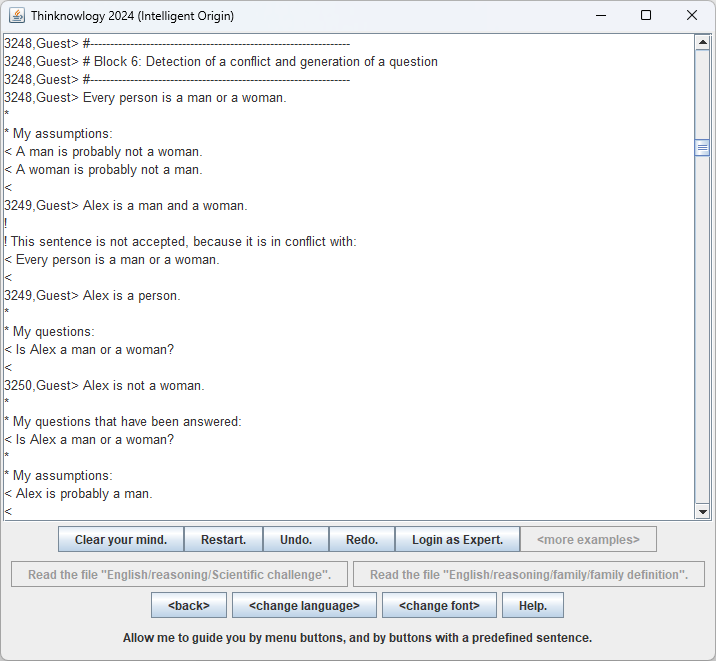 Thinknowlogy 2024 (Intelligent Origin)
3248,Guest> #-----------------------------------------------------------------
3248,Guest> # Block 6: Detection of a conflict and generation of a question
3248,Guest> #-----------------------------------------------------------------
3248,Guest> Every person is a man or a woman.
*
* My assumptions:
< A man is probably not a woman.
< A woman is probably not a man.
<
3249,Guest> Alex is a man and a woman.
!
! This sentence is not accepted, because it is in conflict with:
< Every person is a man or a woman.
<
3249,Guest> Alex is a person.
*
* My questions:
< Is Alex a man or a woman?
<
3250,Guest> Alex is not a woman.
*
* My questions that have been answered:
< Is Alex a man or a woman?
*
* My assumptions:
< Alex is probably a man.
<
Clear your mind. Restart. Undo. Redo. Login as Expert. <more examples>
Read the file "English/reasoning/Scientific challenge". Read the file "English/reasoning/family/family definition".
<back> <change language> <change font> Help.
Allow me to guide you by menu buttons, and by buttons with a predefined sentence.